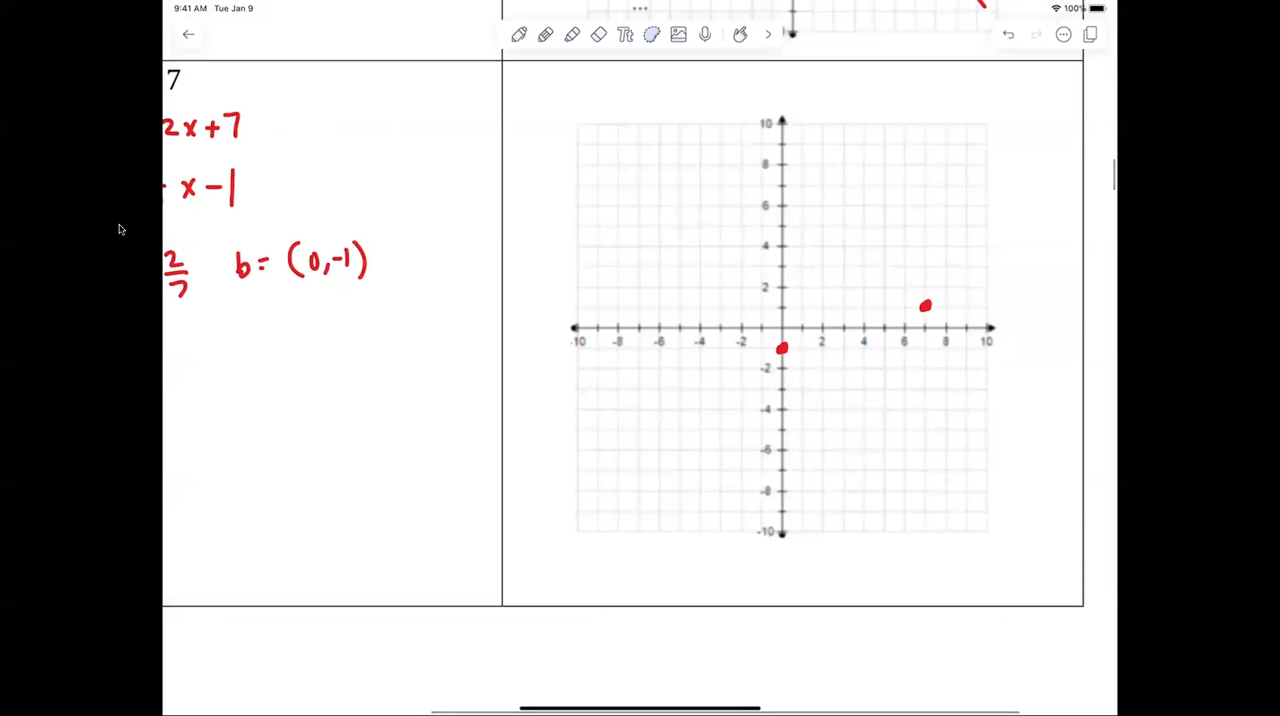 9:41 AM Tue Jan 9
100%
7
2x+7
x-1
2/7 b= (0,-1)
10
8
6
4
2
-10 -8 -6 -4 -2 2 4 6 8 10
-2
-4
-6
-8
-10